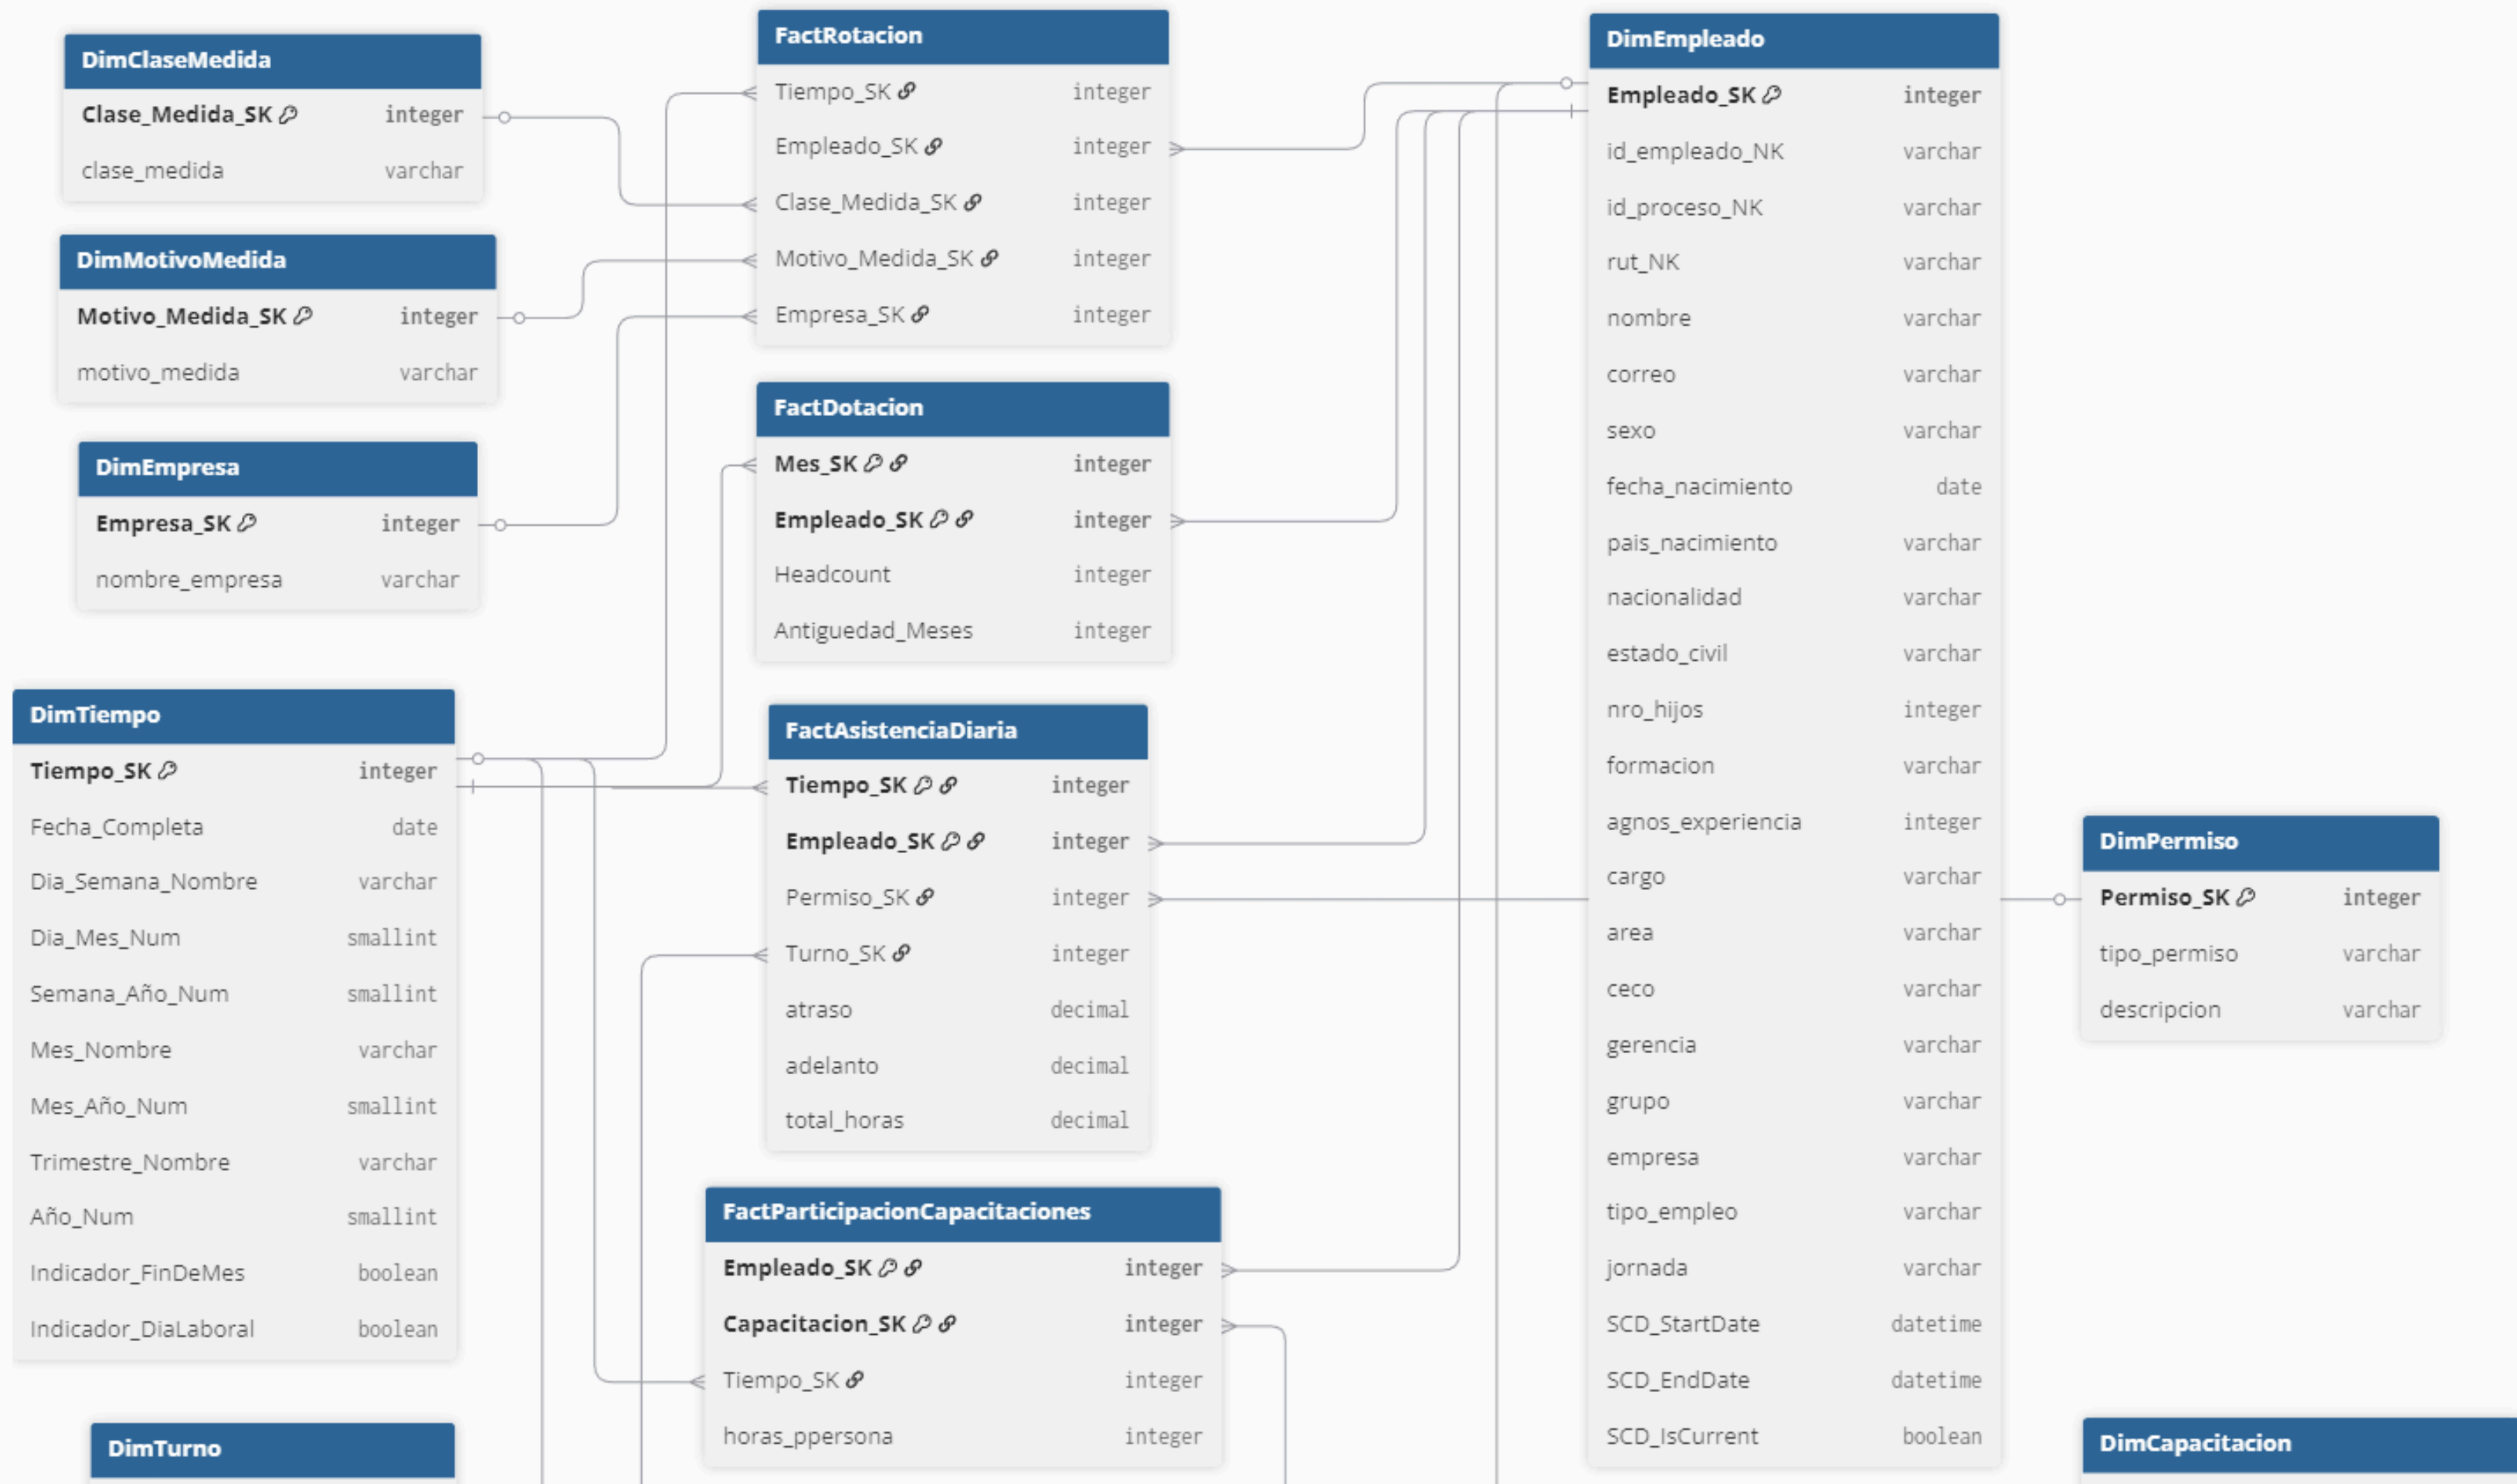 DimClaseMedida
Clase_Medida_SK integer
clase_medida varchar
DimMotivoMedida
Motivo_Medida_SK integer
motivo_medida varchar
DimEmpresa
Empresa_SK integer
nombre_empresa varchar
DimTiempo
Tiempo_SK integer
Fecha_Completa date
Dia_Semana_Nombre varchar
Dia_Mes_Num smallint
Semana_Año_Num smallint
Mes_Nombre varchar
Mes_Año_Num smallint
Trimestre_Nombre varchar
Año_Num smallint
Indicador_FinDeMes boolean
Indicador_DiaLaboral boolean
DimTurno
FactRotacion
Tiempo_SK integer
Empleado_SK integer
Clase_Medida_SK integer
Motivo_Medida_SK integer
Empresa_SK integer
FactDotacion
Mes_SK integer
Empleado_SK integer
Headcount integer
Antiguedad_Meses integer
FactAsistenciaDiaria
Tiempo_SK integer
Empleado_SK integer
Permiso_SK integer
Turno_SK integer
atraso decimal
adelanto decimal
total_horas decimal
FactParticipacionCapacitaciones
Empleado_SK integer
Capacitacion_SK integer
Tiempo_SK integer
horas_ppersona integer
DimEmpleado
Empleado_SK integer
id_empleado_NK varchar
id_proceso_NK varchar
rut_NK varchar
nombre varchar
correo varchar
sexo varchar
fecha_nacimiento date
pais_nacimiento varchar
nacionalidad varchar
estado_civil varchar
nro_hijos integer
formacion varchar
agnos_experiencia integer
cargo varchar
area varchar
ceco varchar
gerencia varchar
grupo varchar
empresa varchar
tipo_empleo varchar
jornada varchar
SCD_StartDate datetime
SCD_EndDate datetime
SCD_IsCurrent boolean
DimPermiso
Permiso_SK integer
tipo_permiso varchar
descripcion varchar
DimCapacitacion